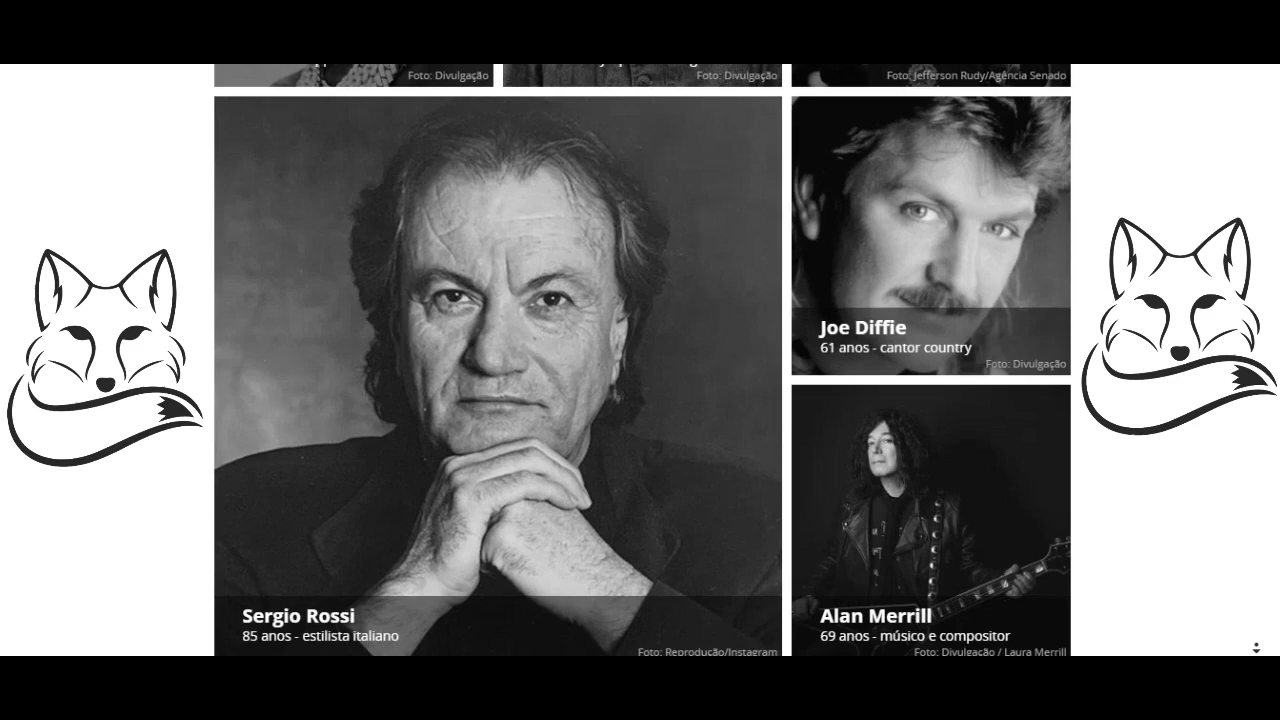 Foto: Divulgação
Foto: Divulgação
Foto: Jefferson Rudy/Agência Senado
Joe Diffie
61 anos - cantor country
Foto: Divulgação
Sergio Rossi
85 anos - estilista italiano
Foto: Reprodução/Instagram
Alan Merrill
69 anos - músico e compositor
Foto: Divulgação / Laura Merrill